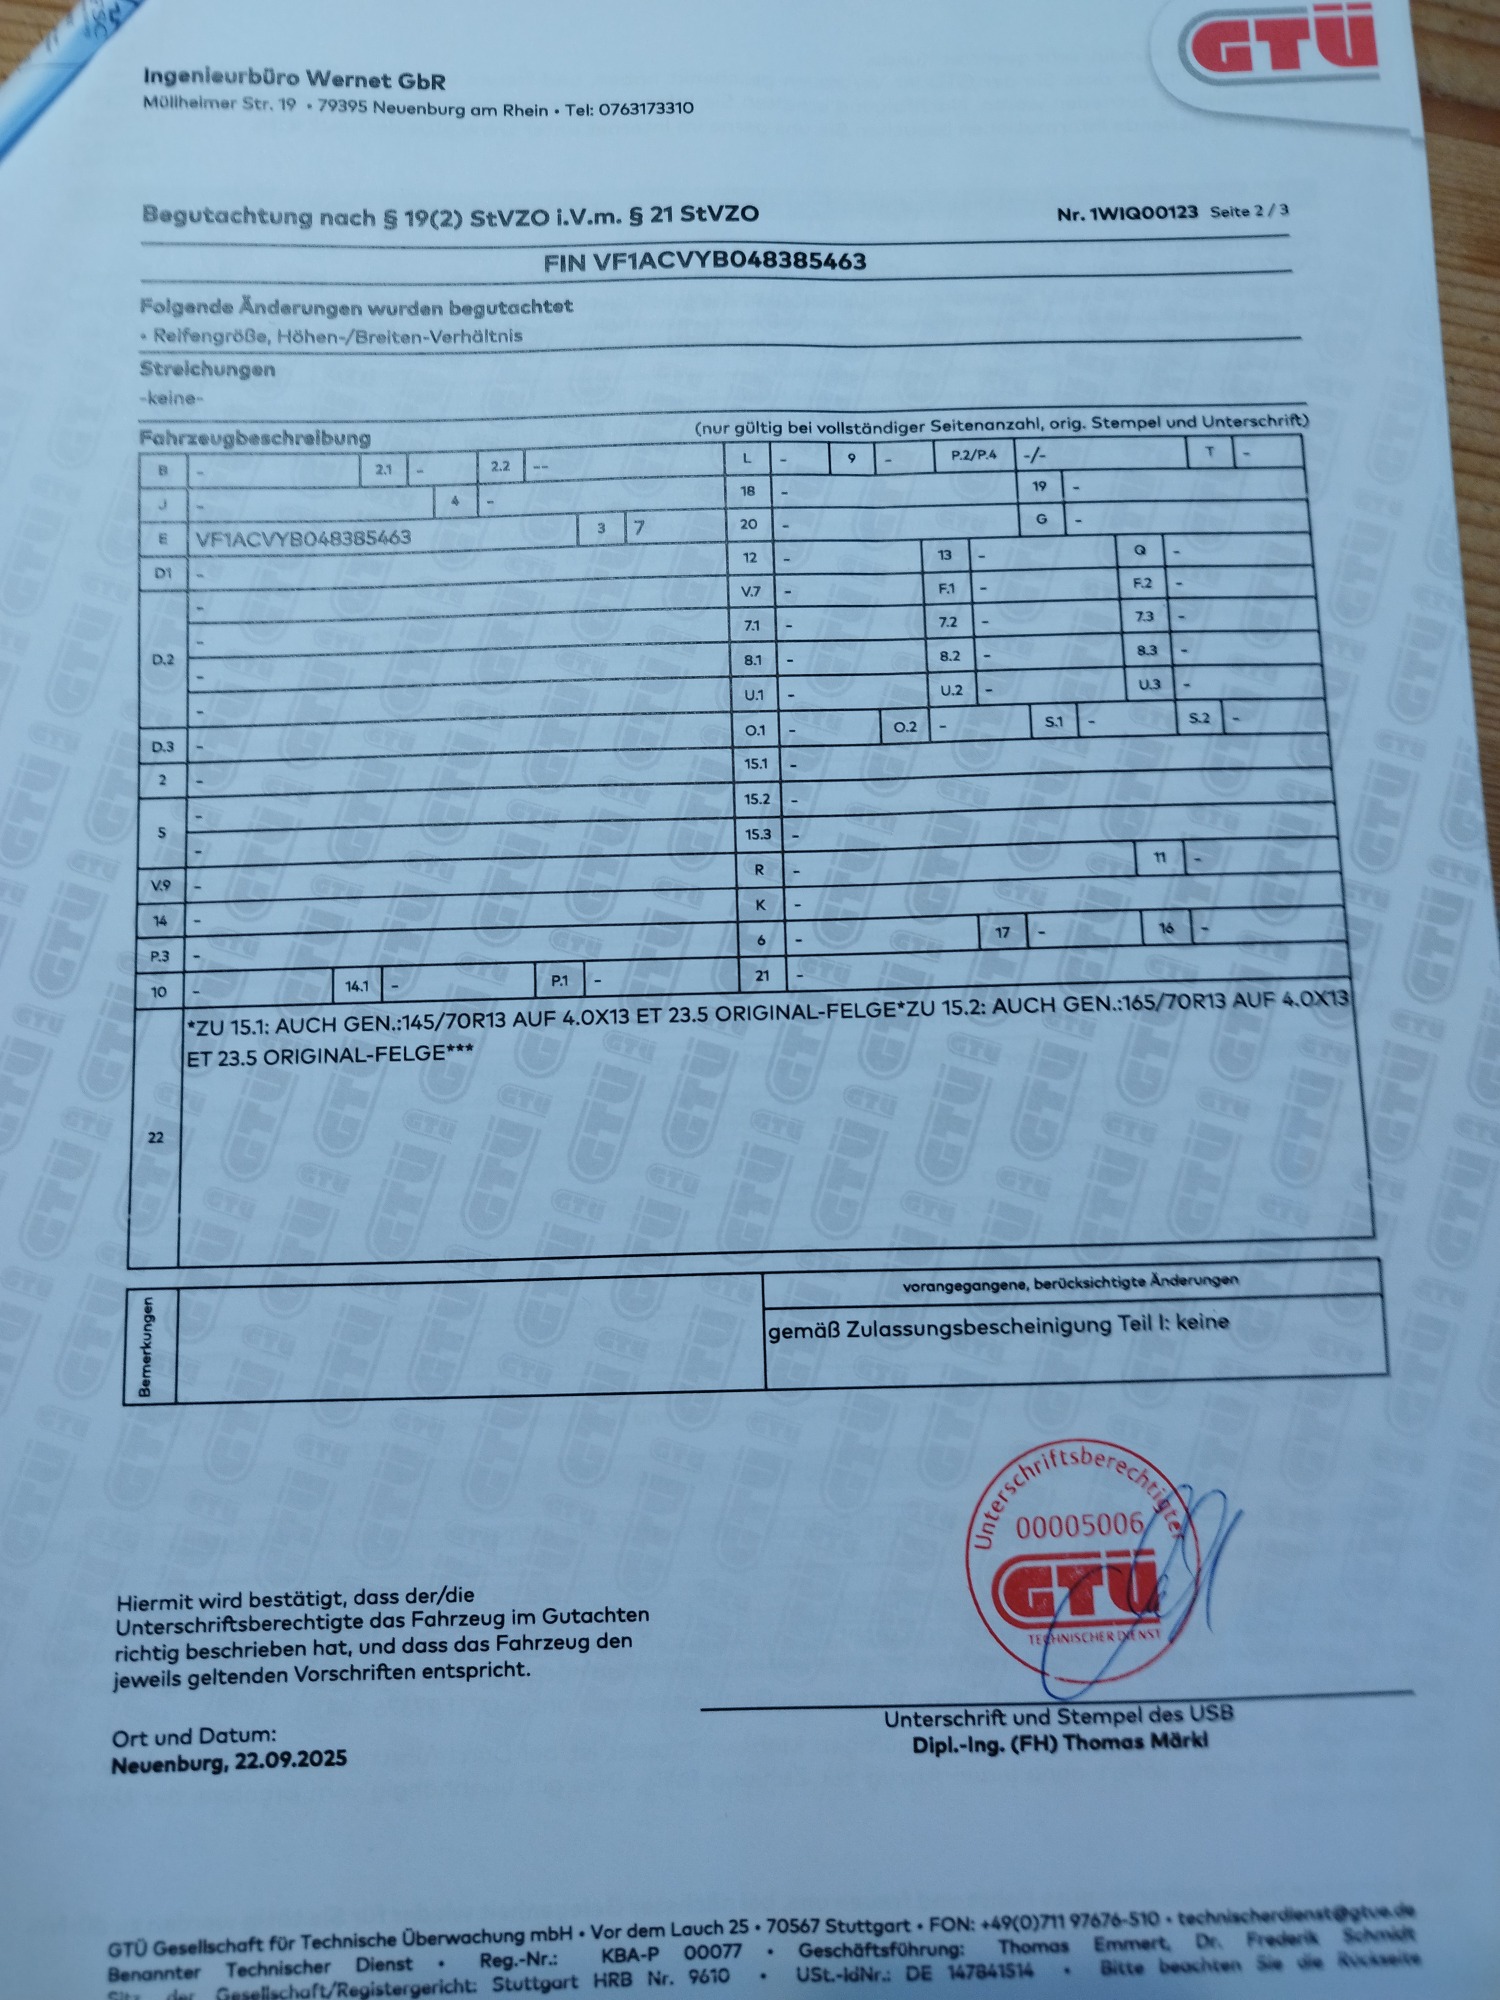 GTÜ
Ingenieurbüro Wernet GbR
Müllheimer Str. 19 • 79395 Neuenburg am Rhein • Tel: 0763173310
Begutachtung nach § 19(2) StVZO i.V.m. § 21 StVZO Nr. 1WIQ00123 Seite 2 / 3
FIN VF1ACVYB048385463
Folgende Änderungen wurden begutachtet
• Reifengröße, Höhen-/Breiten-Verhältnis
Streichungen
-keine-
Fahrzeugbeschreibung (nur gültig bei vollständiger Seitenanzahl, orig. Stempel und Unterschrift)
B - 2.1 - 2.2 -- L - 9 - P.2/P.4 -/- T -
J - 4 - 18 - 19 -
E VF1ACVYB048385463 3 7 20 - G -
D1 - 12 - 13 - Q -
D.2 - V.7 - F.1 - F.2 -
- 7.1 - 7.2 - 7.3 -
- 8.1 - 8.2 - 8.3 -
- U.1 - U.2 - U.3 -
D.3 - O.1 - O.2 - S.1 - S.2 -
2 - 15.1 -
S - 15.2 -
- 15.3 -
V.9 - R - 11 -
14 - K -
P.3 - 6 - 17 - 16 -
10 - 14.1 - P.1 - 21 -
22 *ZU 15.1: AUCH GEN.:145/70R13 AUF 4.0X13 ET 23.5 ORIGINAL-FELGE*ZU 15.2: AUCH GEN.:165/70R13 AUF 4.0X13
ET 23.5 ORIGINAL-FELGE***
Bemerkungen
vorangegangene, berücksichtigte Änderungen
gemäß Zulassungsbescheinigung Teil I: keine
Unterschriftsberechtigter
00005006
GTÜ
TECHNISCHER DIENST
Hiermit wird bestätigt, dass der/die
Unterschriftsberechtigte das Fahrzeug im Gutachten
richtig beschrieben hat, und dass das Fahrzeug den
jeweils geltenden Vorschriften entspricht.
Unterschrift und Stempel des USB
Dipl.-Ing. (FH) Thomas Märkl
Ort und Datum:
Neuenburg, 22.09.2025
GTÜ Gesellschaft für Technische Überwachung mbH • Vor dem Lauch 25 • 70567 Stuttgart • FON: +49(0)711 97676-510 • technischerdienst@gtue.de
Benannter Technischer Dienst • Reg.-Nr.: KBA-P 00077 • Geschäftsführung: Thomas Emmert, Dr. Frederik Schmidt
Sitz der Gesellschaft/Registergericht: Stuttgart HRB Nr. 9610 • USt.-IdNr.: DE 147841514 • Bitte beachten Sie die Rückseite